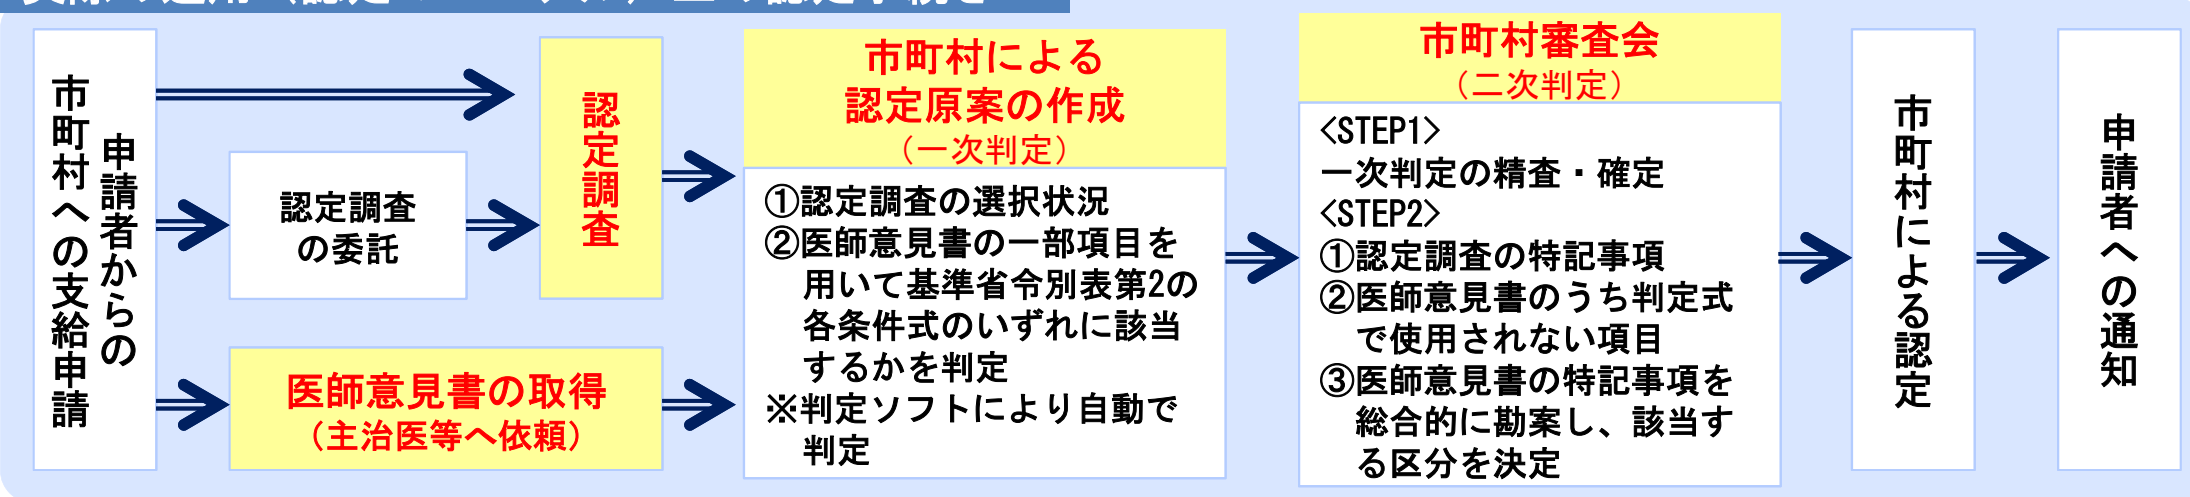 申請者からの
市町村への支給申請
認定調査
の委託
認定調査
医師意見書の取得
（主治医等へ依頼）
市町村による
認定原案の作成
（一次判定）
①認定調査の選択状況
②医師意見書の一部項目を
用いて基準省令別表第2の
各条件式のいずれに該当
するかを判定
※判定ソフトにより自動で
判定
市町村審査会
（二次判定）
<STEP1>
一次判定の精査・確定
<STEP2>
①認定調査の特記事項
②医師意見書のうち判定式
で使用されない項目
③医師意見書の特記事項を
総合的に勘案し、該当す
る区分を決定
市町村による認定
申請者への通知